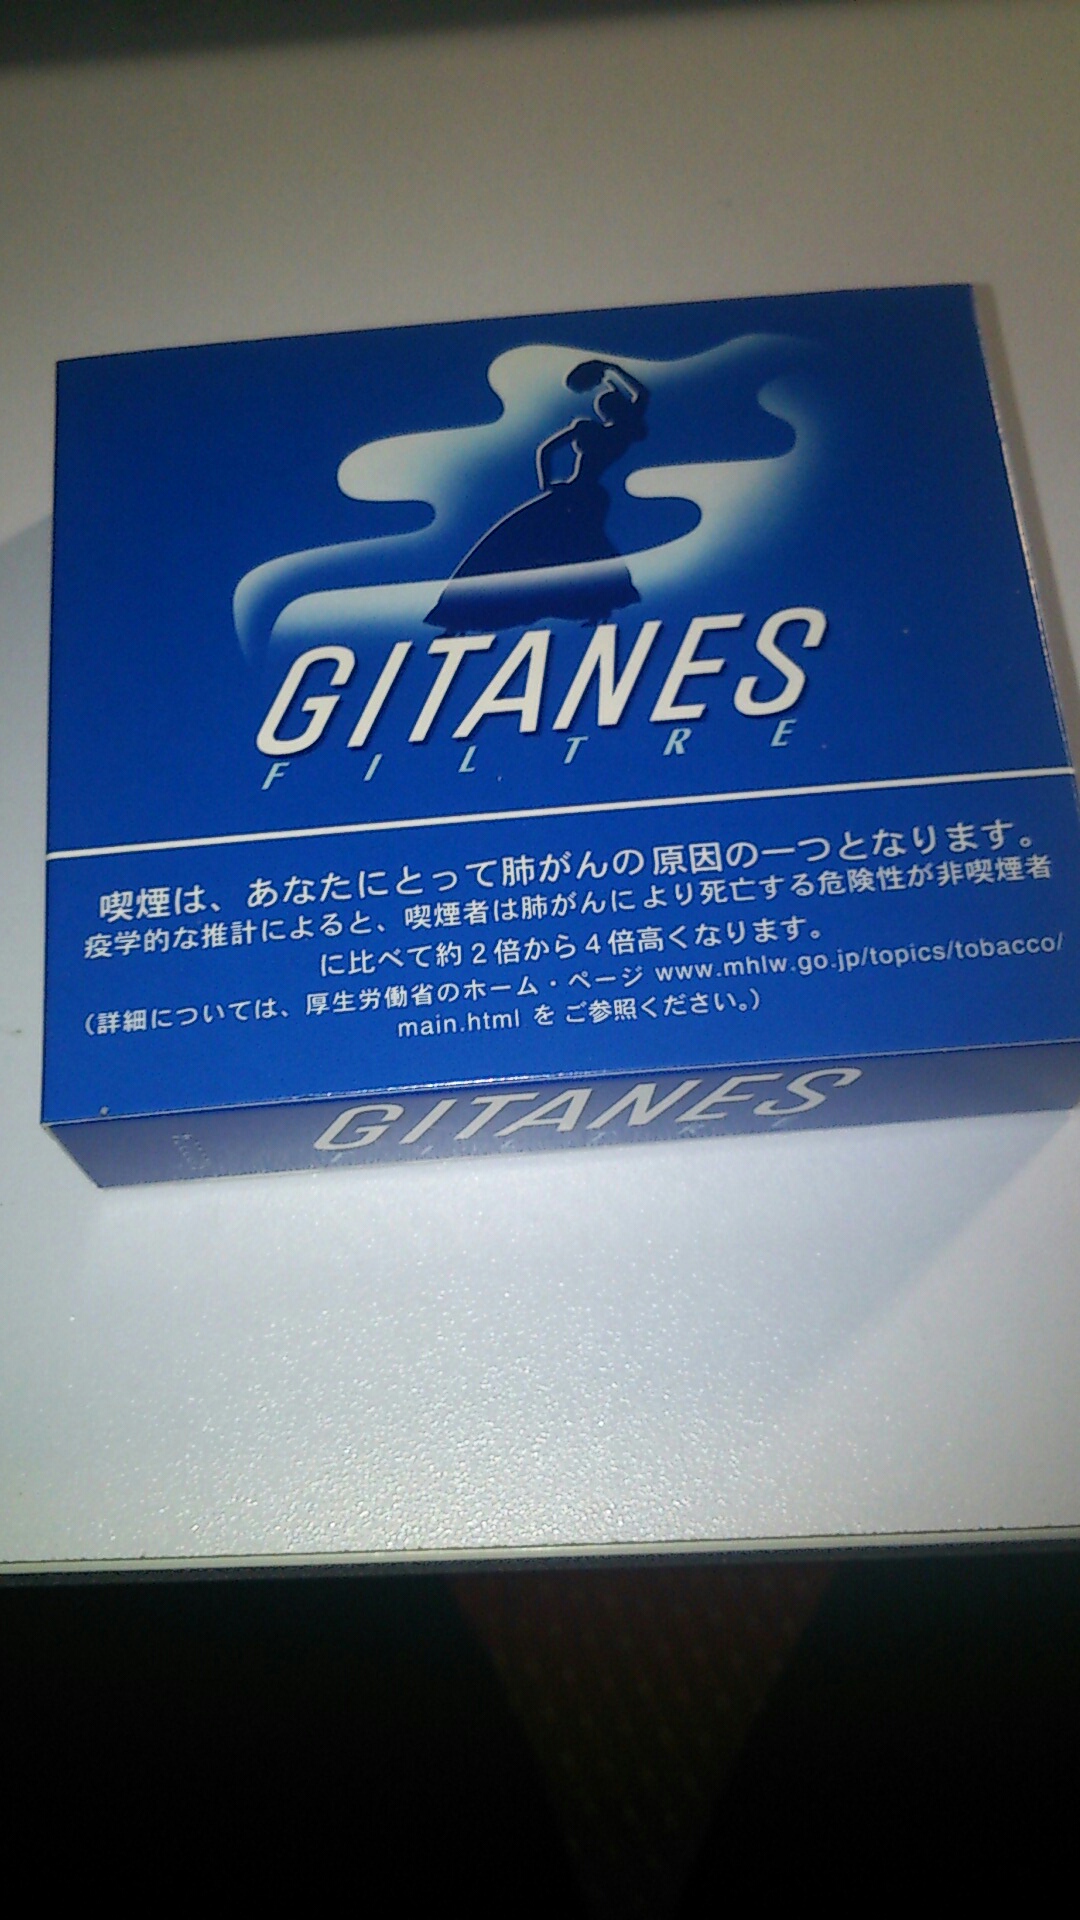 GITANES
FILTRE
喫煙は、あなたにとって肺がんの原因の一つとなります。
疫学的な推計によると、喫煙者は肺がんにより死亡する危険性が非喫煙者
に比べて約2倍から4倍高くなります。
(詳細については、厚生労働省のホーム・ページ www.mhlw.go.jp/topics/tobacco/
main.html をご参照ください。)
GITANES